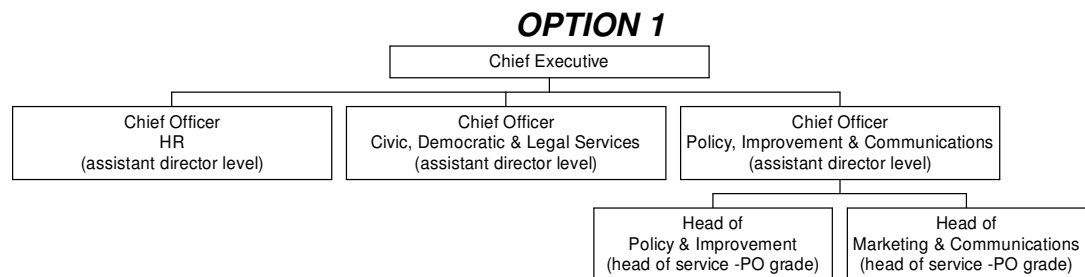 OPTION 1
Chief Executive
Chief Officer
HR
(assistant director level)
Chief Officer
Civic, Democratic & Legal Services
(assistant director level)
Chief Officer
Policy, Improvement & Communications
(assistant director level)
Head of
Policy & Improvement
(head of service -PO grade)
Head of
Marketing & Communications
(head of service -PO grade)